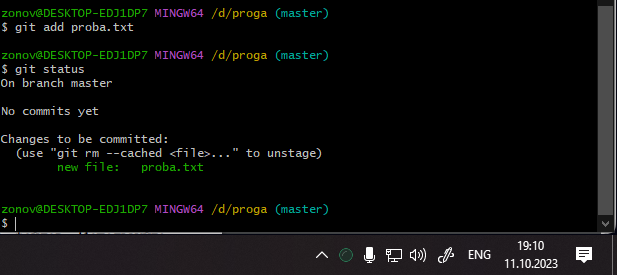 zonov@DESKTOP-EDJ1DP7 MINGW64 /d/proga (master)
$ git add proba.txt
zonov@DESKTOP-EDJ1DP7 MINGW64 /d/proga (master)
$ git status
On branch master
No commits yet
Changes to be committed:
(use "git rm --cached <file>..." to unstage)
new file: proba.txt
zonov@DESKTOP-EDJ1DP7 MINGW64 /d/proga (master)
$
ENG
19:10
11.10.2023